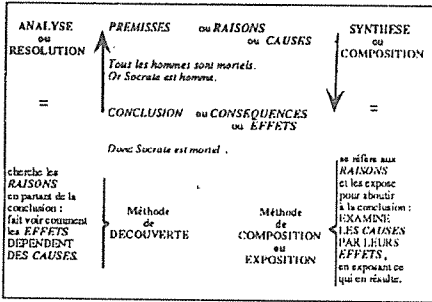 ANALYSE
ou
RESOLUTION
=
PREMISSES ou RAISONS
ou CAUSES
Tous les hommes sont mortels.
Or Socrate est homme.
CONCLUSION ou CONSEQUENCES
ou EFFETS
Donc Socrate est mortel .
SYNTHESE
ou
COMPOSITION
=
cherche les
RAISONS
en partant de la
conclusion :
fait voir comment
les EFFETS
DEPENDENT
DES CAUSES.
Méthode
de
DECOUVERTE
Méthode
de
COMPOSITION
ou
EXPOSITION
se réfère aux
RAISONS
et les expose
pour aboutir
à la conclusion :
EXAMINE
LES CAUSES
PAR LEURS
EFFETS ,
en exposant ce
qui en résulte.